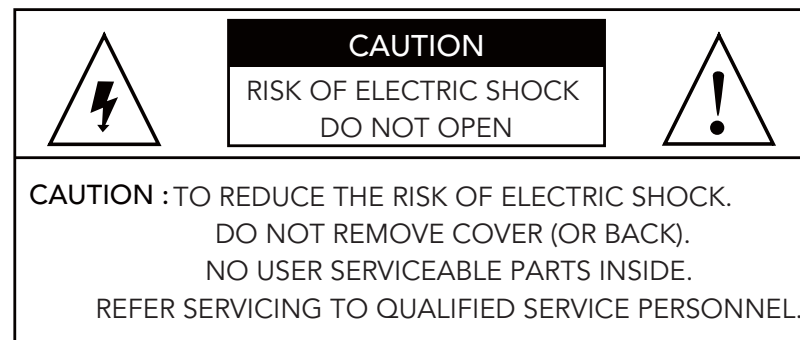 CAUTION
RISK OF ELECTRIC SHOCK
DO NOT OPEN
CAUTION : TO REDUCE THE RISK OF ELECTRIC SHOCK.
DO NOT REMOVE COVER (OR BACK).
NO USER SERVICEABLE PARTS INSIDE.
REFER SERVICING TO QUALIFIED SERVICE PERSONNEL.